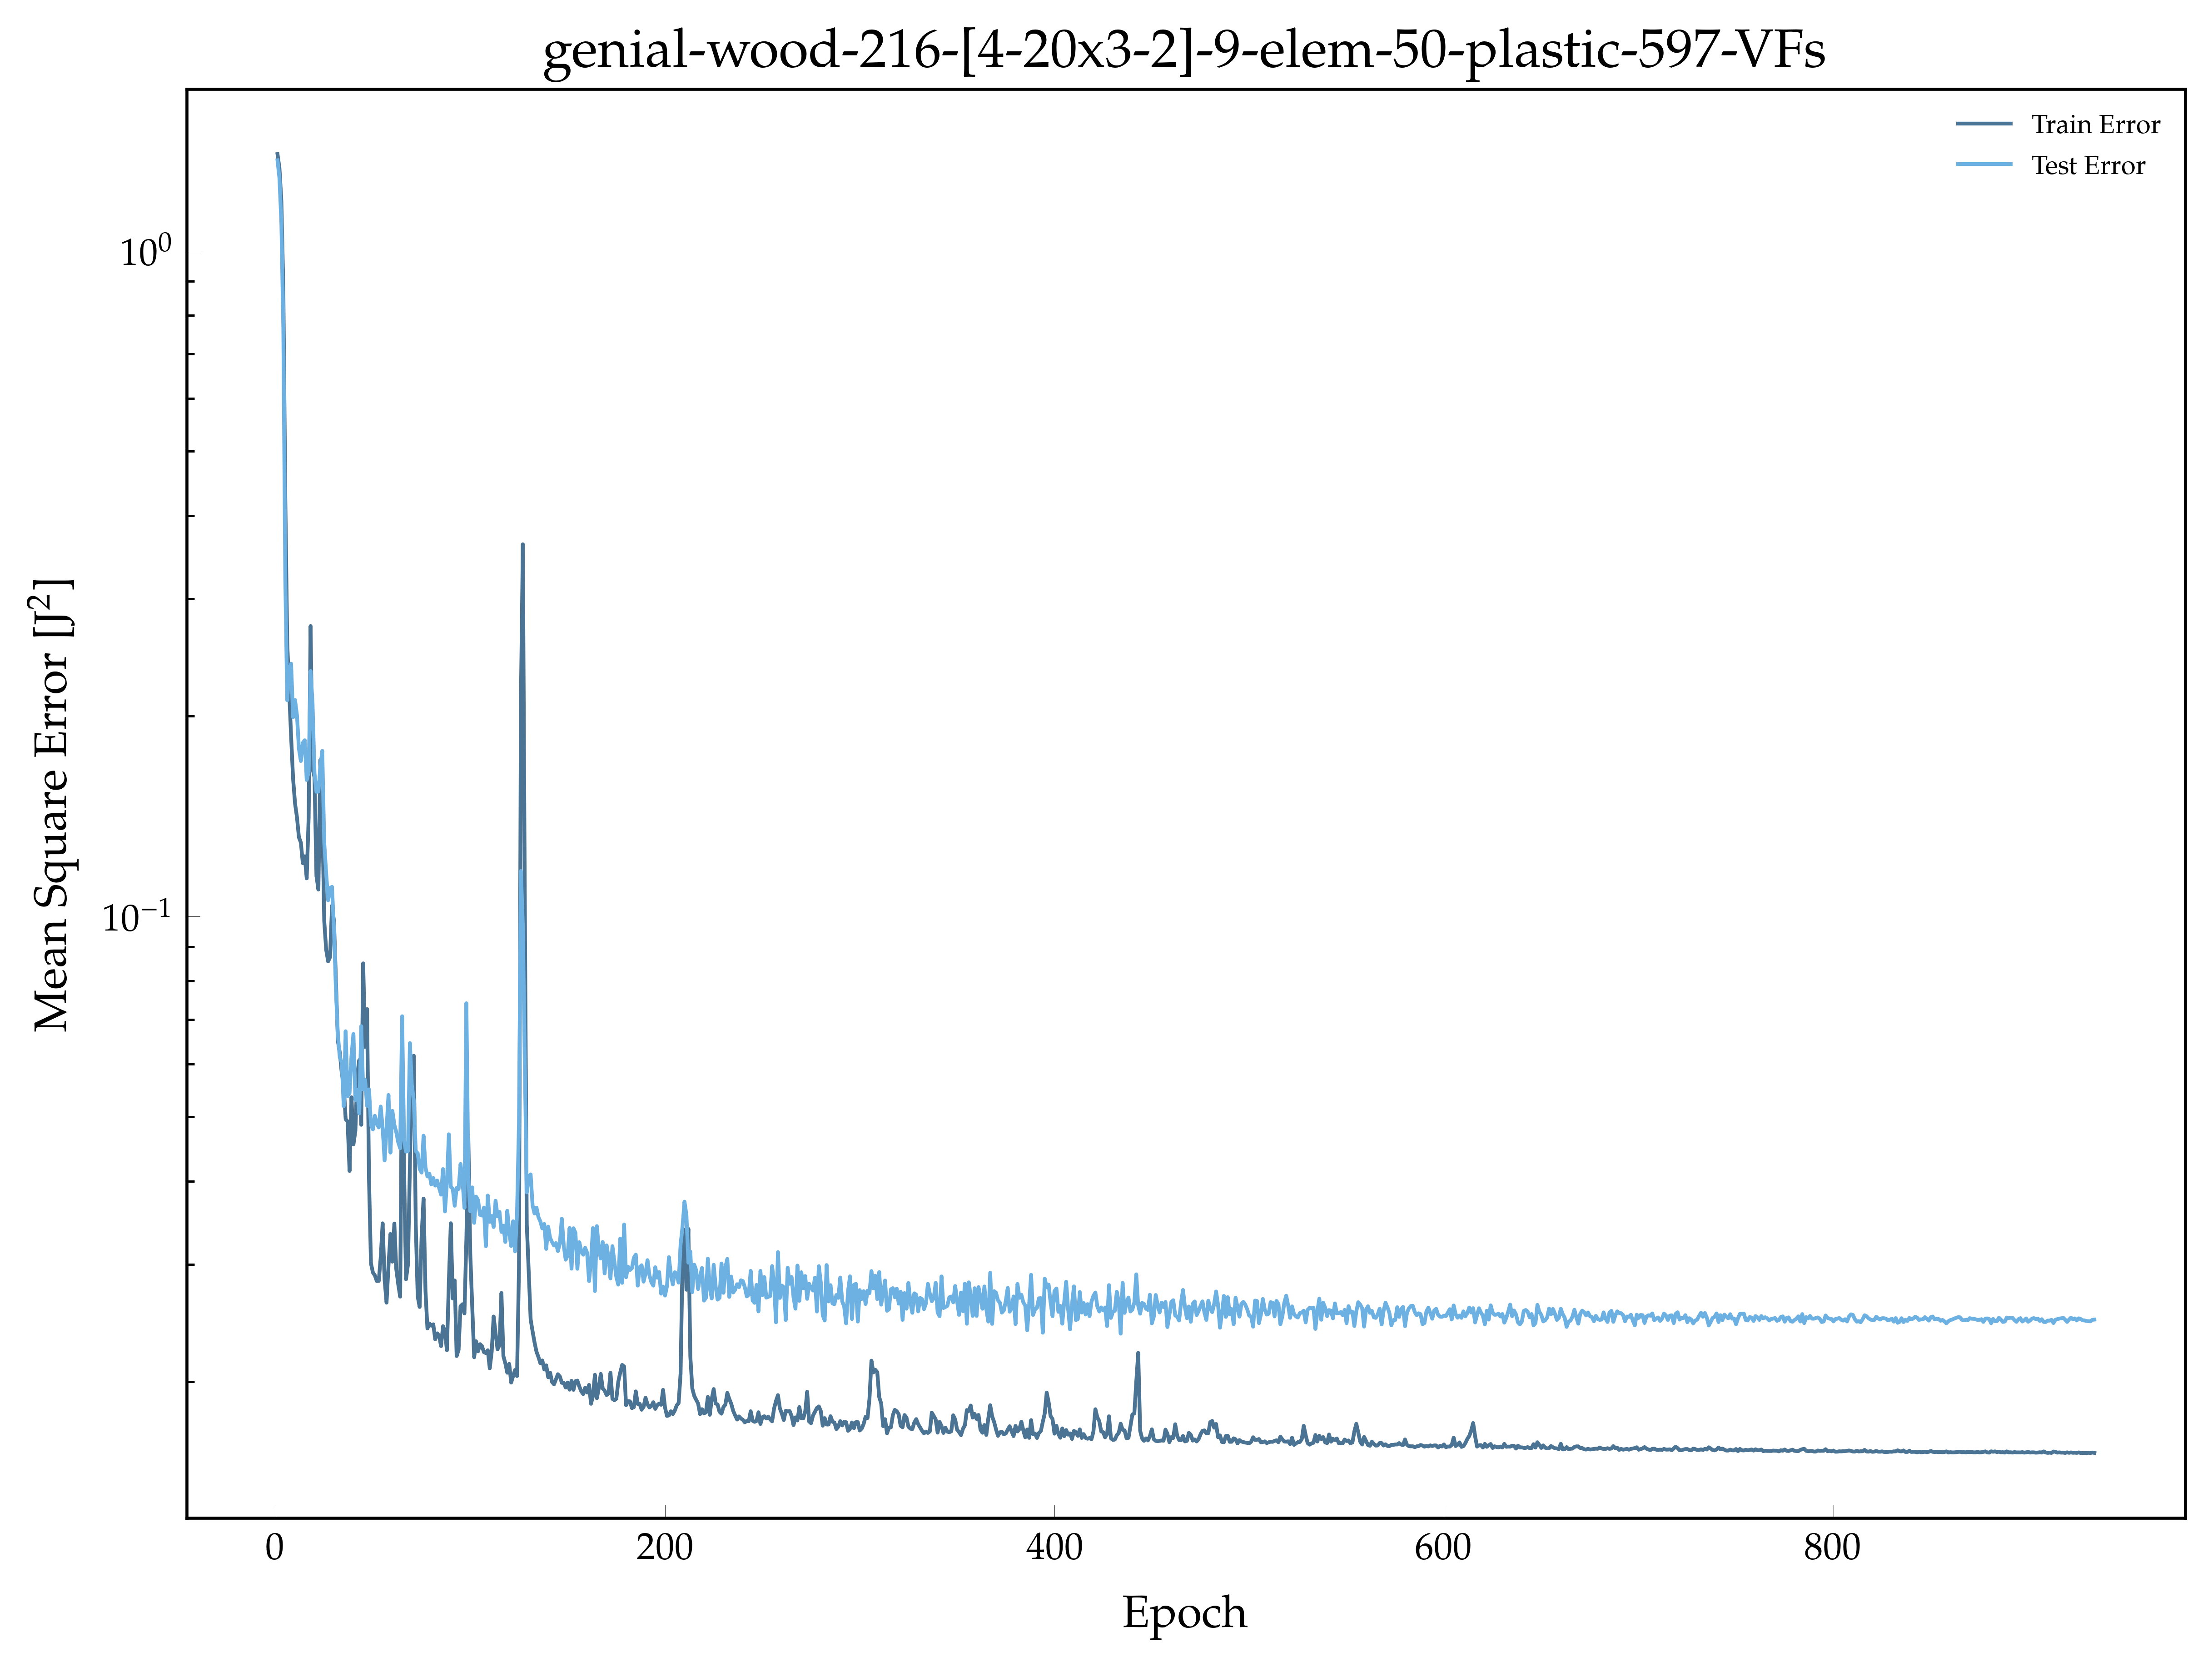 genial-wood-216-[4-20x3-2]-9-elem-50-plastic-597-VFs
Train Error
Test Error
10⁰
10⁻¹
Mean Square Error [J²]
0 200 400 600 800
Epoch